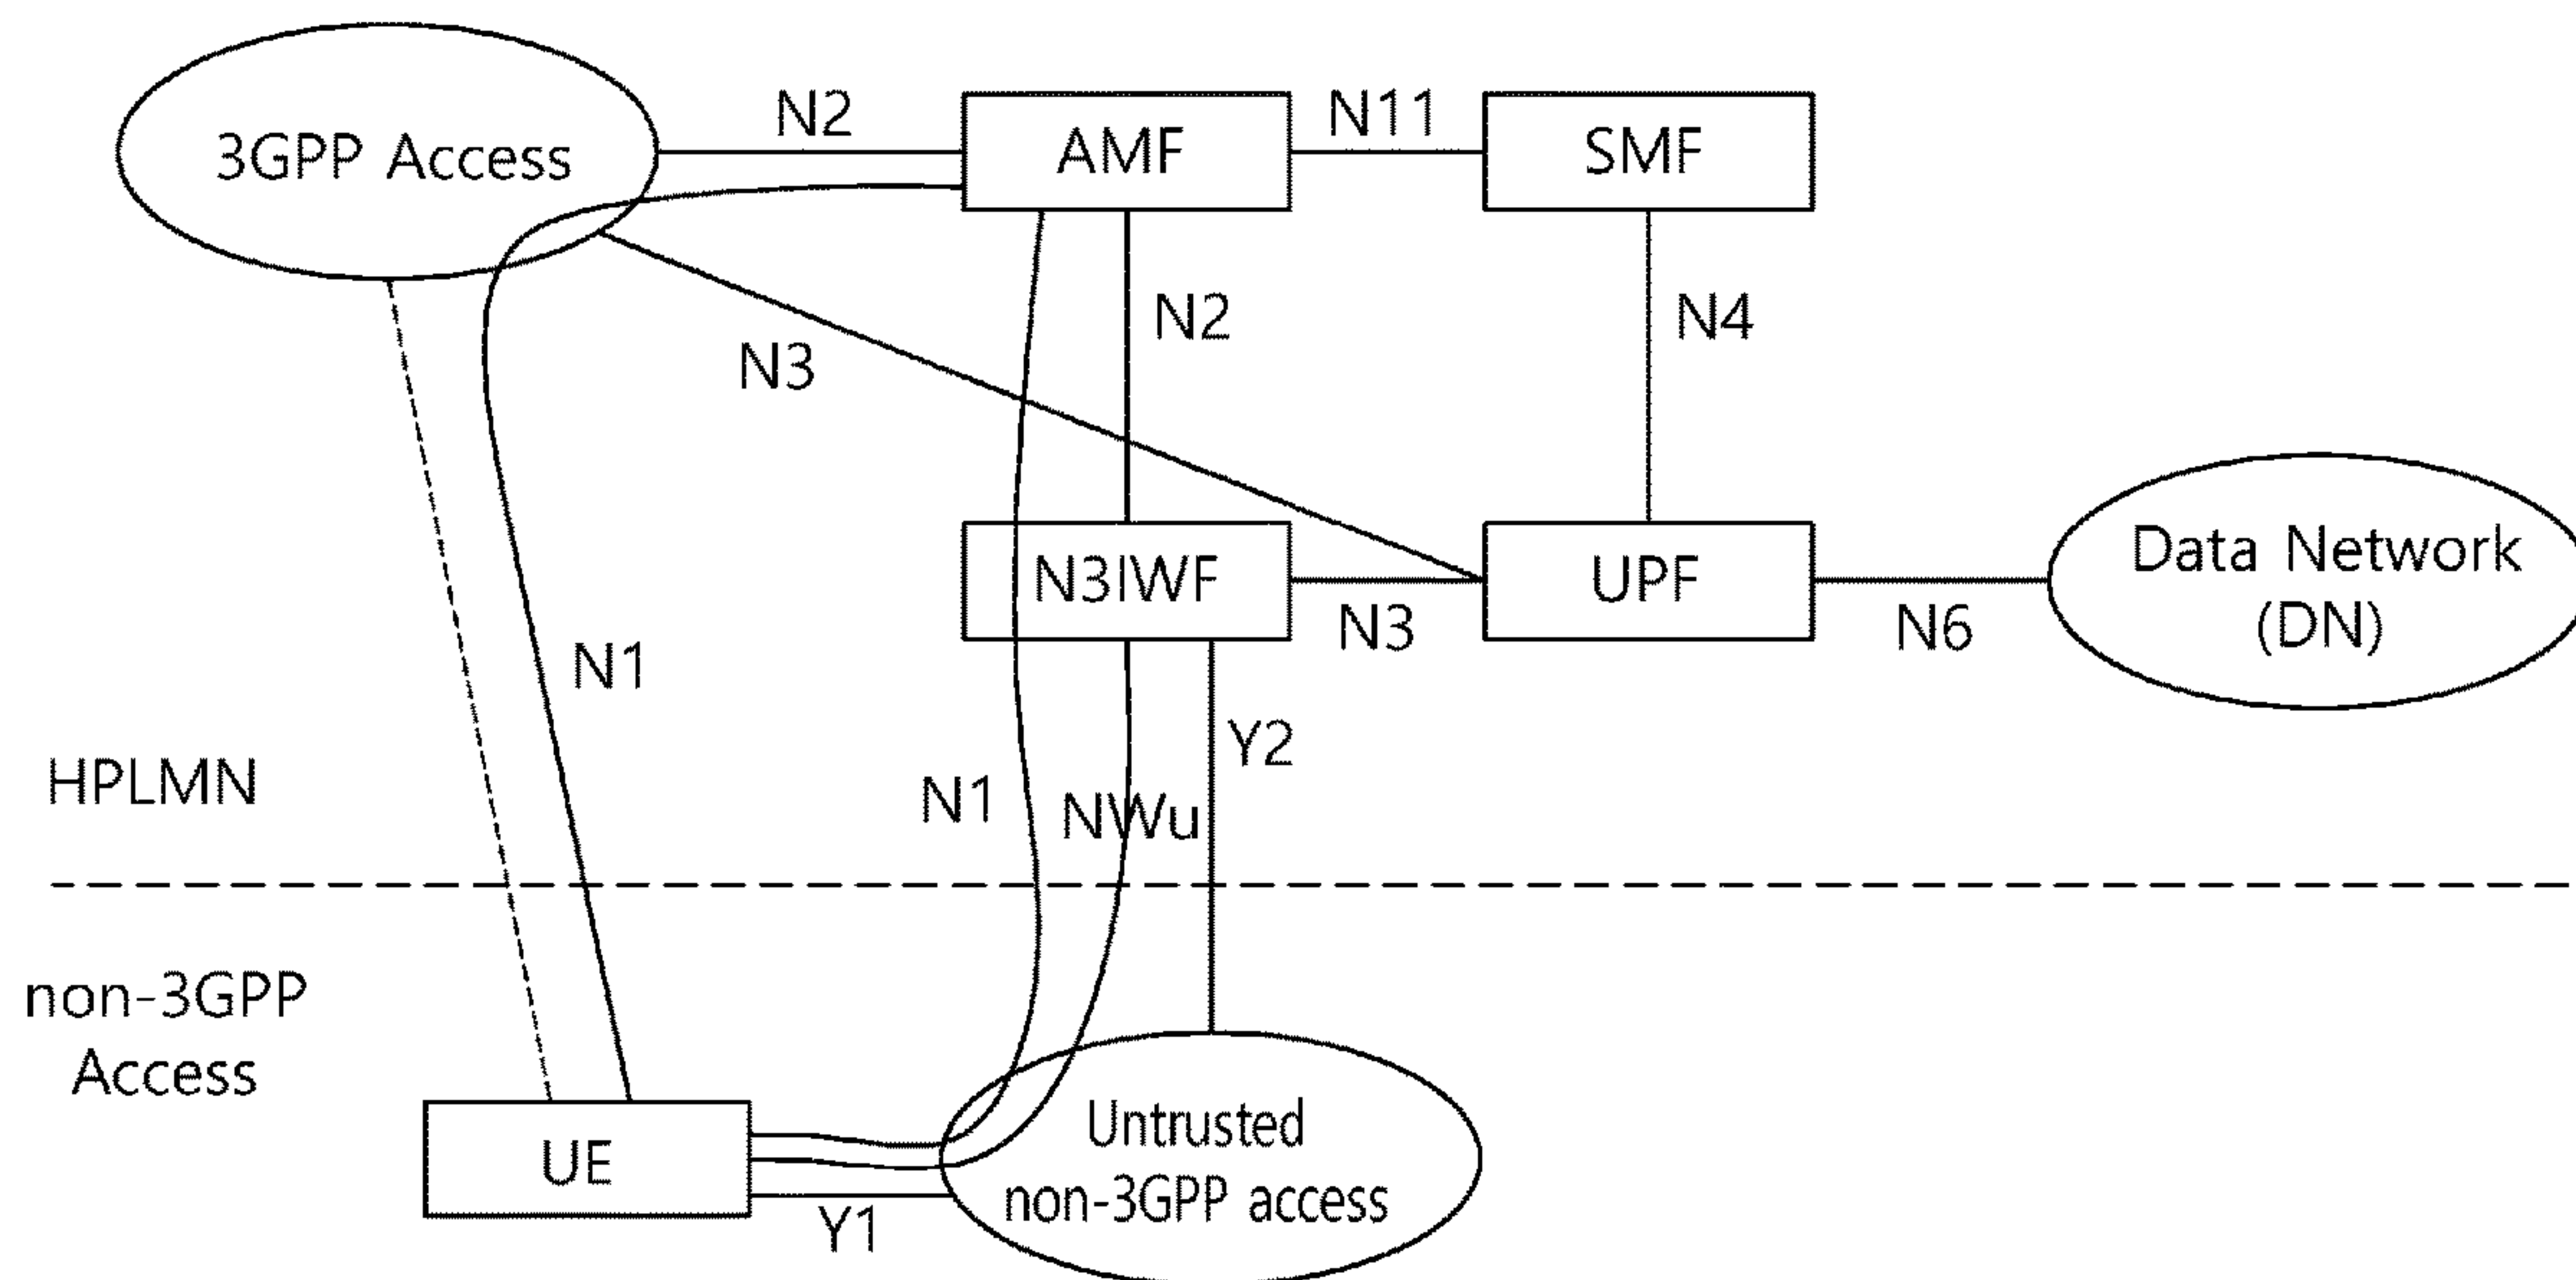 N2
N11
3GPP Access
AMF
SMF
N2
N4
N3
Data Network
(DN)
N3IWF
UPF
N3
N6
N1
Y2
HPLMN
N1
NWu
non-3GPP
Access
Untrusted
non-3GPP access
UE
Y1